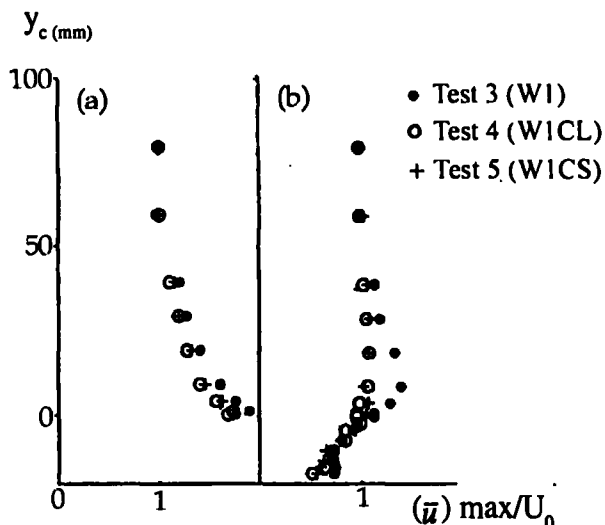 y_c (mm)
100
(a)
(b)
• Test 3 (W1)
o Test 4 (W1CL)
+ Test 5 (W1CS)
50
0
0
1
1
(ū) max/U_0